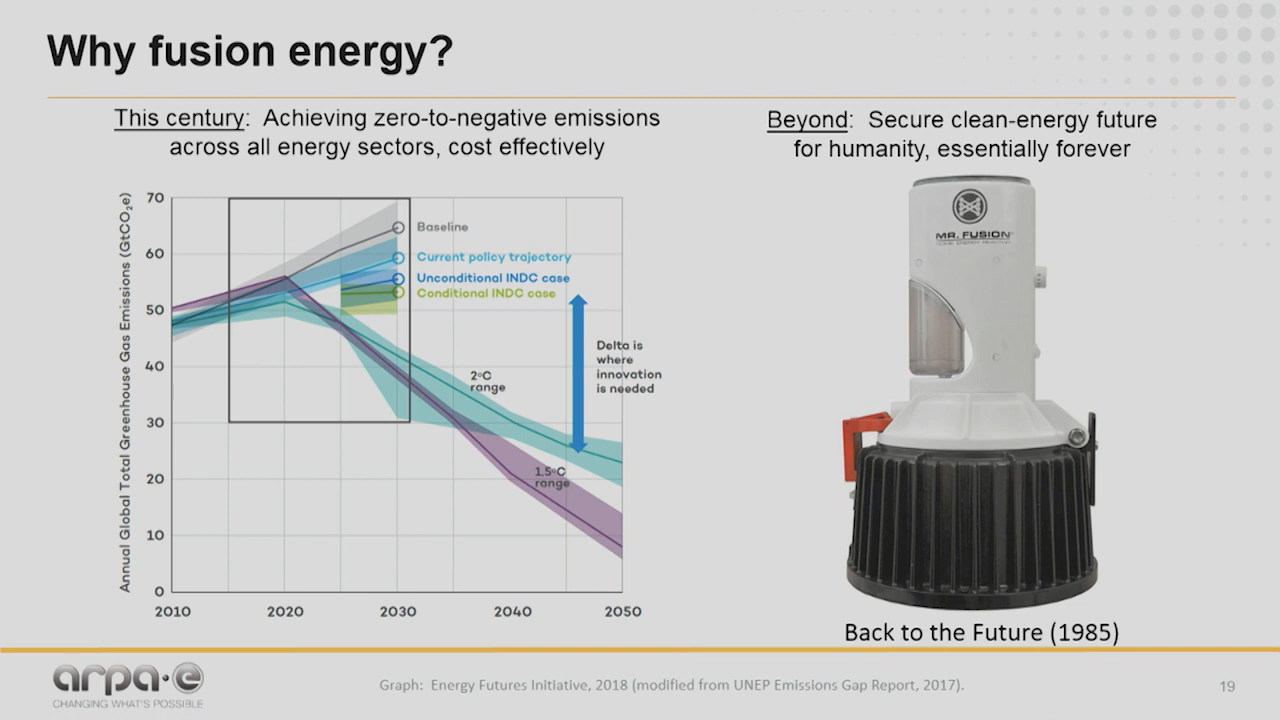 Why fusion energy?
This century: Achieving zero-to-negative emissions
across all energy sectors, cost effectively
Beyond: Secure clean-energy future
for humanity, essentially forever
Annual Global Total Greenhouse Gas Emissions (GtCO₂e)
70
60
50
40
30
20
10
0
2010
2020
2030
2040
2050
Baseline
Current policy trajectory
Unconditional INDC case
Conditional INDC case
Delta is
where
innovation
is needed
2°C
range
1.5°C
range
MR. FUSION
HOME ENERGY REACTOR
Back to the Future (1985)
arpa·e
CHANGING WHAT'S POSSIBLE
Graph: Energy Futures Initiative, 2018 (modified from UNEP Emissions Gap Report, 2017).
19